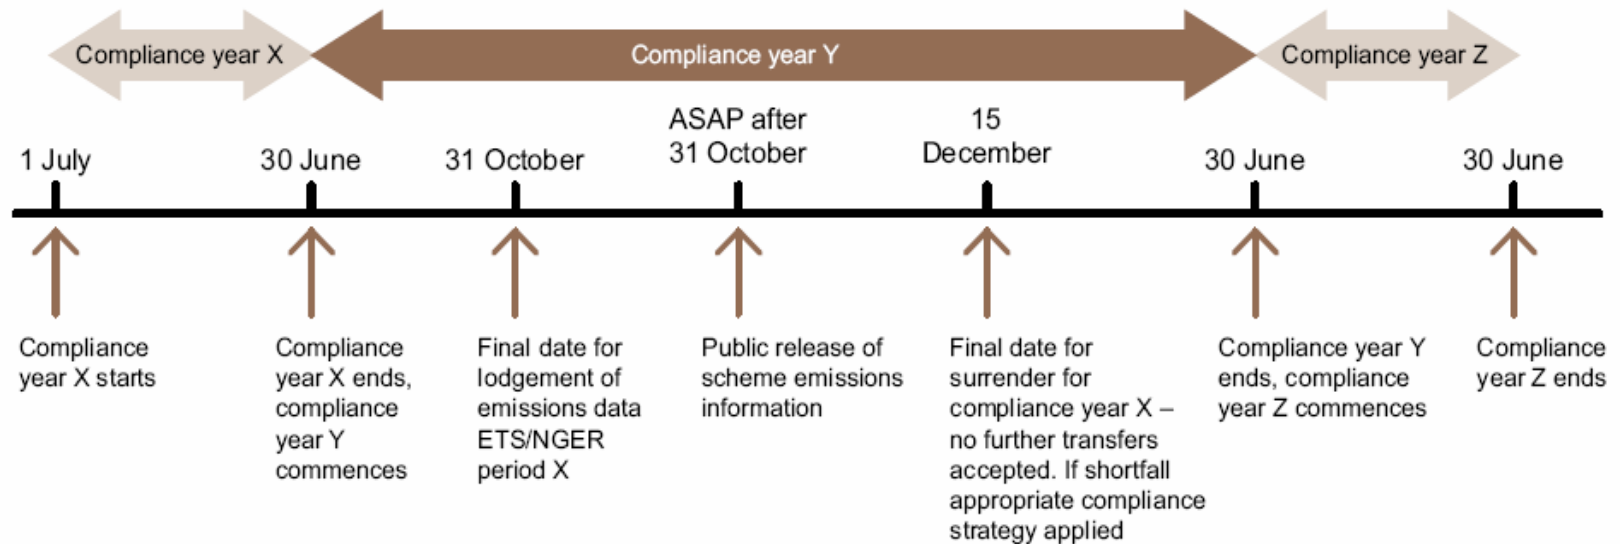 Compliance year X
Compliance year Y
Compliance year Z
1 July
30 June
31 October
ASAP after
31 October
15
December
30 June
30 June
Compliance
year X starts
Compliance
year X ends,
compliance
year Y
commences
Final date for
lodgement of
emissions data
ETS/NGER
period X
Public release of
scheme emissions
information
Final date for
surrender for
compliance year X –
no further transfers
accepted. If shortfall
appropriate compliance
strategy applied
Compliance year Y
ends, compliance
year Z commences
Compliance
year Z ends